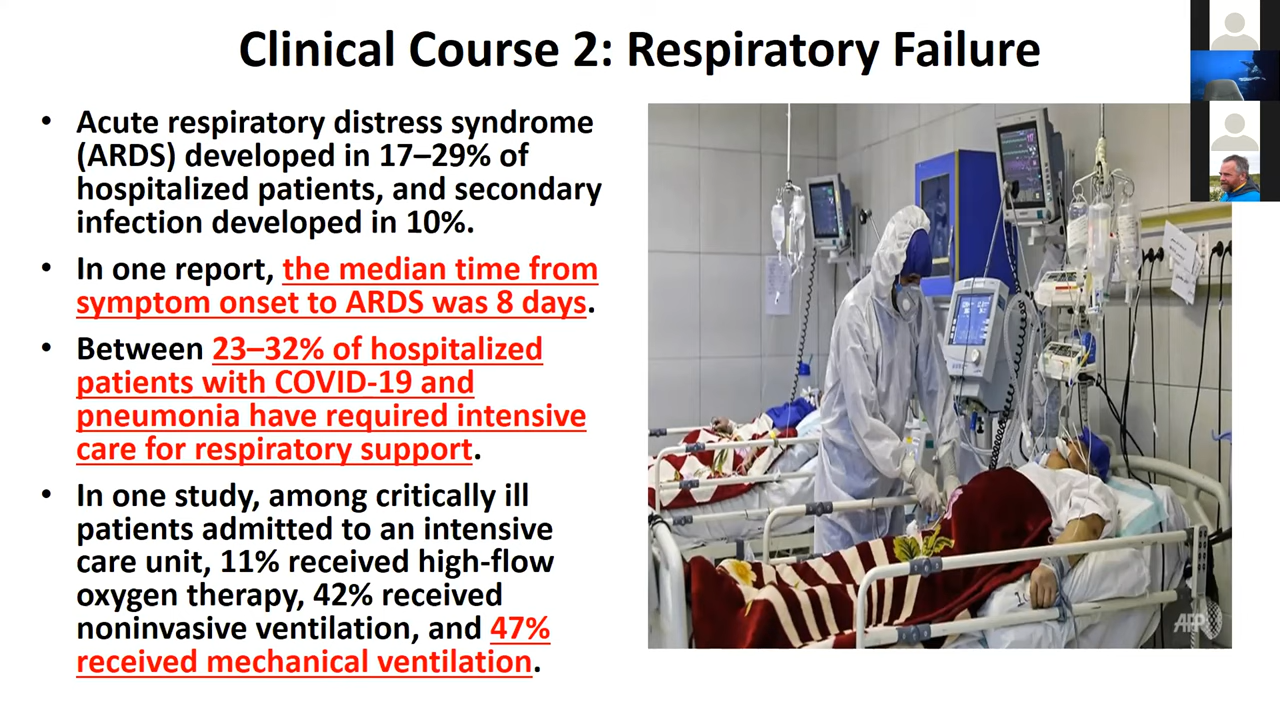 Clinical Course 2: Respiratory Failure
• Acute respiratory distress syndrome
(ARDS) developed in 17–29% of
hospitalized patients, and secondary
infection developed in 10%.
• In one report, the median time from
symptom onset to ARDS was 8 days.
• Between 23–32% of hospitalized
patients with COVID-19 and
pneumonia have required intensive
care for respiratory support.
• In one study, among critically ill
patients admitted to an intensive
care unit, 11% received high-flow
oxygen therapy, 42% received
noninvasive ventilation, and 47%
received mechanical ventilation.
AFP